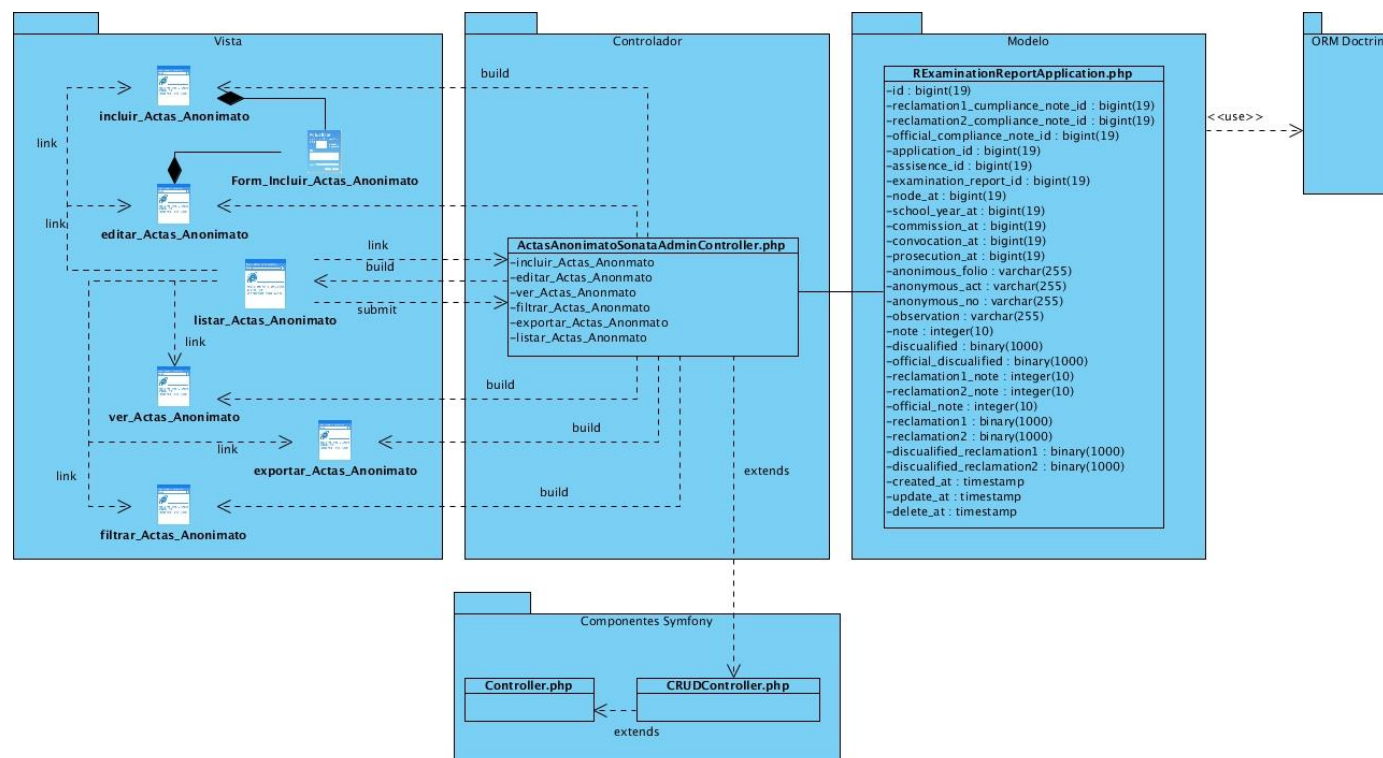 Vista
incluir_Actas_Anonimato
Form_Incluir_Actas_Anonimato
editar_Actas_Anonimato
listar_Actas_Anonimato
ver_Actas_Anonimato
exportar_Actas_Anonimato
filtrar_Actas_Anonimato
link
link
link
link
link
link
build
submit
build
build
build
build
Controlador
ActasAnonimatoSonataAdminController.php
-incluir_Actas_Anonmato
-editar_Actas_Anonmato
-ver_Actas_Anonmato
-filtrar_Actas_Anonmato
-exportar_Actas_Anonmato
-listar_Actas_Anonmato
extends
Modelo
RExaminationReportApplication.php
-id : bigint(19)
-reclamation1_cumpliance_note_id : bigint(19)
-reclamation2_compliance_note_id : bigint(19)
-official_compliance_note_id : bigint(19)
-application_id : bigint(19)
-assisence_id : bigint(19)
-examination_report_id : bigint(19)
-node_at : bigint(19)
-school_year_at : bigint(19)
-commission_at : bigint(19)
-convocation_at : bigint(19)
-prosecution_at : bigint(19)
-anonimous_folio : varchar(255)
-anonymous_act : varchar(255)
-anonymous_no : varchar(255)
-observation : varchar(255)
-note : integer(10)
-discualified : binary(1000)
-official_discualified : binary(1000)
-reclamation1_note : integer(10)
-reclamation2_note : integer(10)
-official_note : integer(10)
-reclamation1 : binary(1000)
-reclamation2 : binary(1000)
-discualified_reclamation1 : binary(1000)
-discualified_reclamation2 : binary(1000)
-created_at : timestamp
-update_at : timestamp
-delete_at : timestamp
<<use>>
ORM Doctrin
Componentes Symfony
Controller.php
CRUDController.php
extends